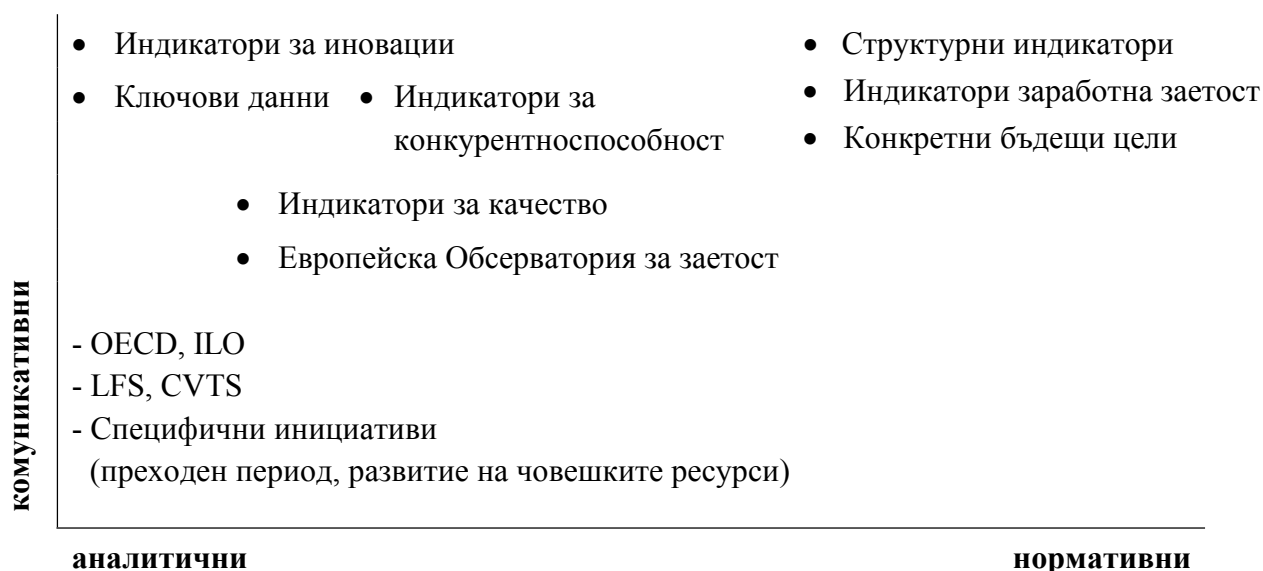 • Индикатори за иновации
• Структурни индикатори
• Ключови данни • Индикатори за
конкурентноспособност
• Индикатори заработна заетост
• Конкретни бъдещи цели
• Индикатори за качество
• Европейска Обсерватория за заетост
комуникативни
- OECD, ILO
- LFS, CVTS
- Специфични инициативи
(преходен период, развитие на човешките ресурси)
аналитични
нормативни